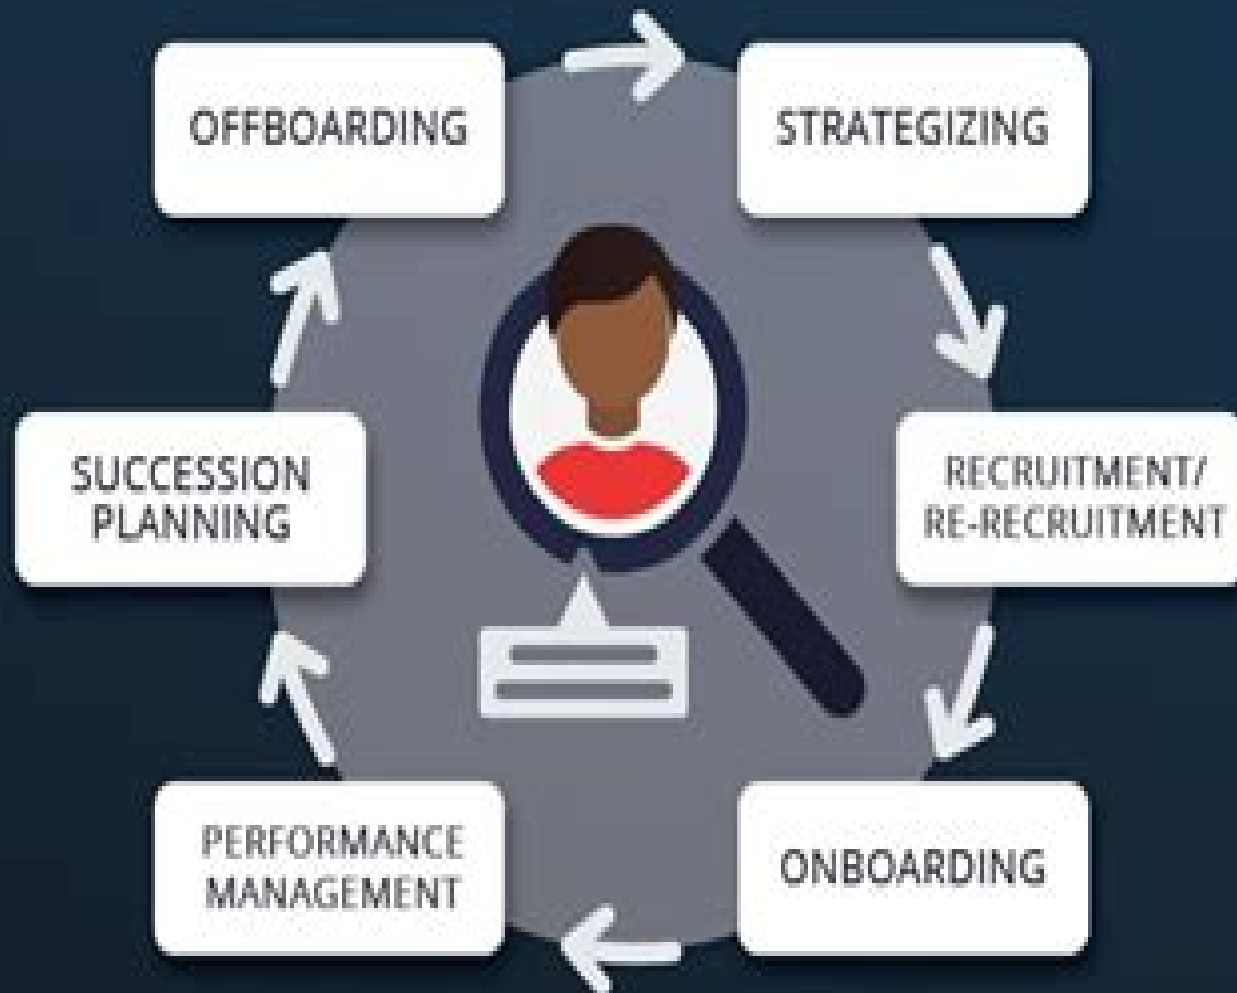 OFFBOARDING
STRATEGIZING
SUCCESSION
PLANNING
RECRUITMENT/
RE-RECRUITMENT
PERFORMANCE
MANAGEMENT
ONBOARDING